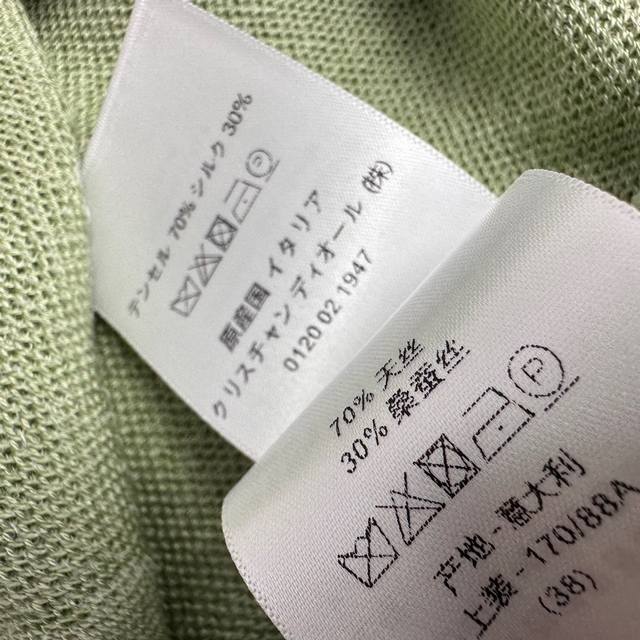 テンセル 70% シルク 30%
原産国 イタリア
クリスチャン ディオール (株)
0120 02 1947
70% 天丝
30% 桑蚕丝
P
产地 - 意大利
上装 - 170/88A
(38)